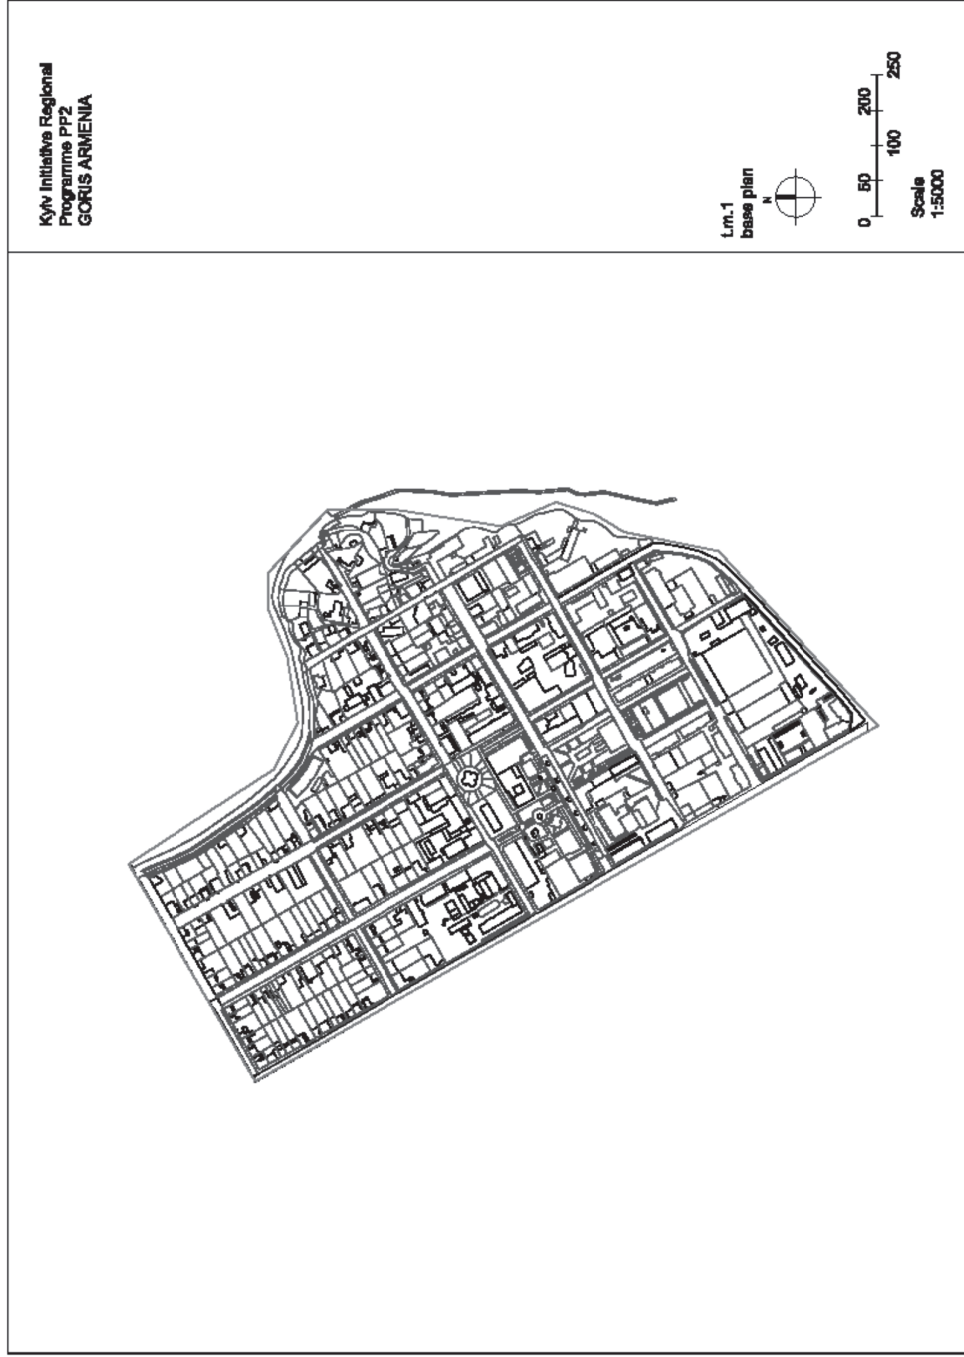 Kyiv Initiative Regional
Programme PP2
GORIS ARMENIA
t.m.1
base plan
N
0 50 100 200 250
Scale
1:5000